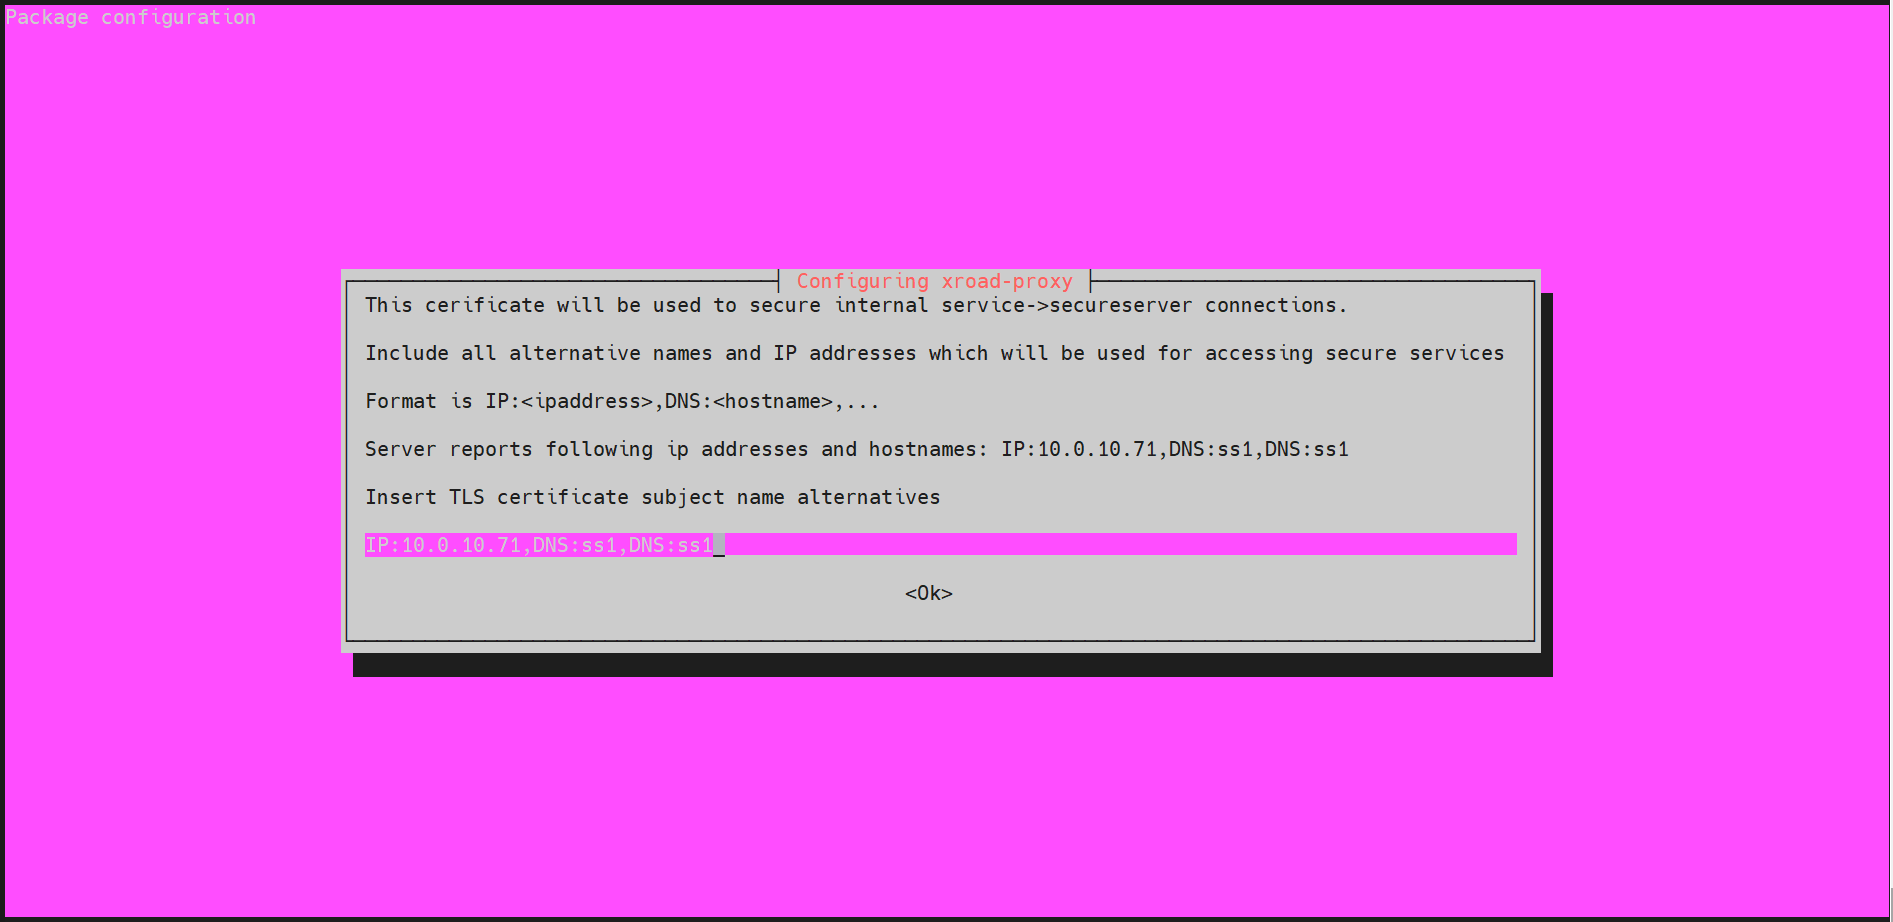 Package configuration
Configuring xroad-proxy
This cerificate will be used to secure internal service->secureserver connections.
Include all alternative names and IP addresses which will be used for accessing secure services
Format is IP:<ipaddress>,DNS:<hostname>,...
Server reports following ip addresses and hostnames: IP:10.0.10.71,DNS:ss1,DNS:ss1
Insert TLS certificate subject name alternatives
IP:10.0.10.71,DNS:ss1,DNS:ss1_
<Ok>